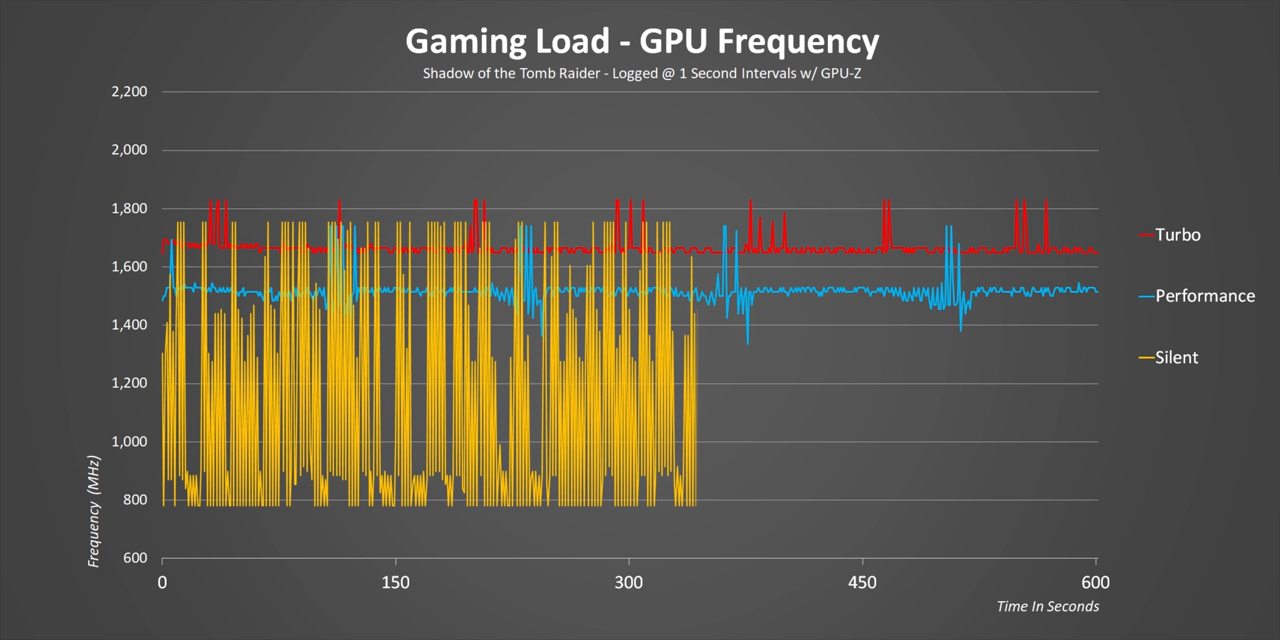 Gaming Load - GPU Frequency
Shadow of the Tomb Raider - Logged @ 1 Second Intervals w/ GPU-Z
2,200
2,000
1,800
1,600
1,400
1,200
1,000
800
600
Frequency (MHz)
0 150 300 450 600
Time In Seconds
Turbo
Performance
Silent